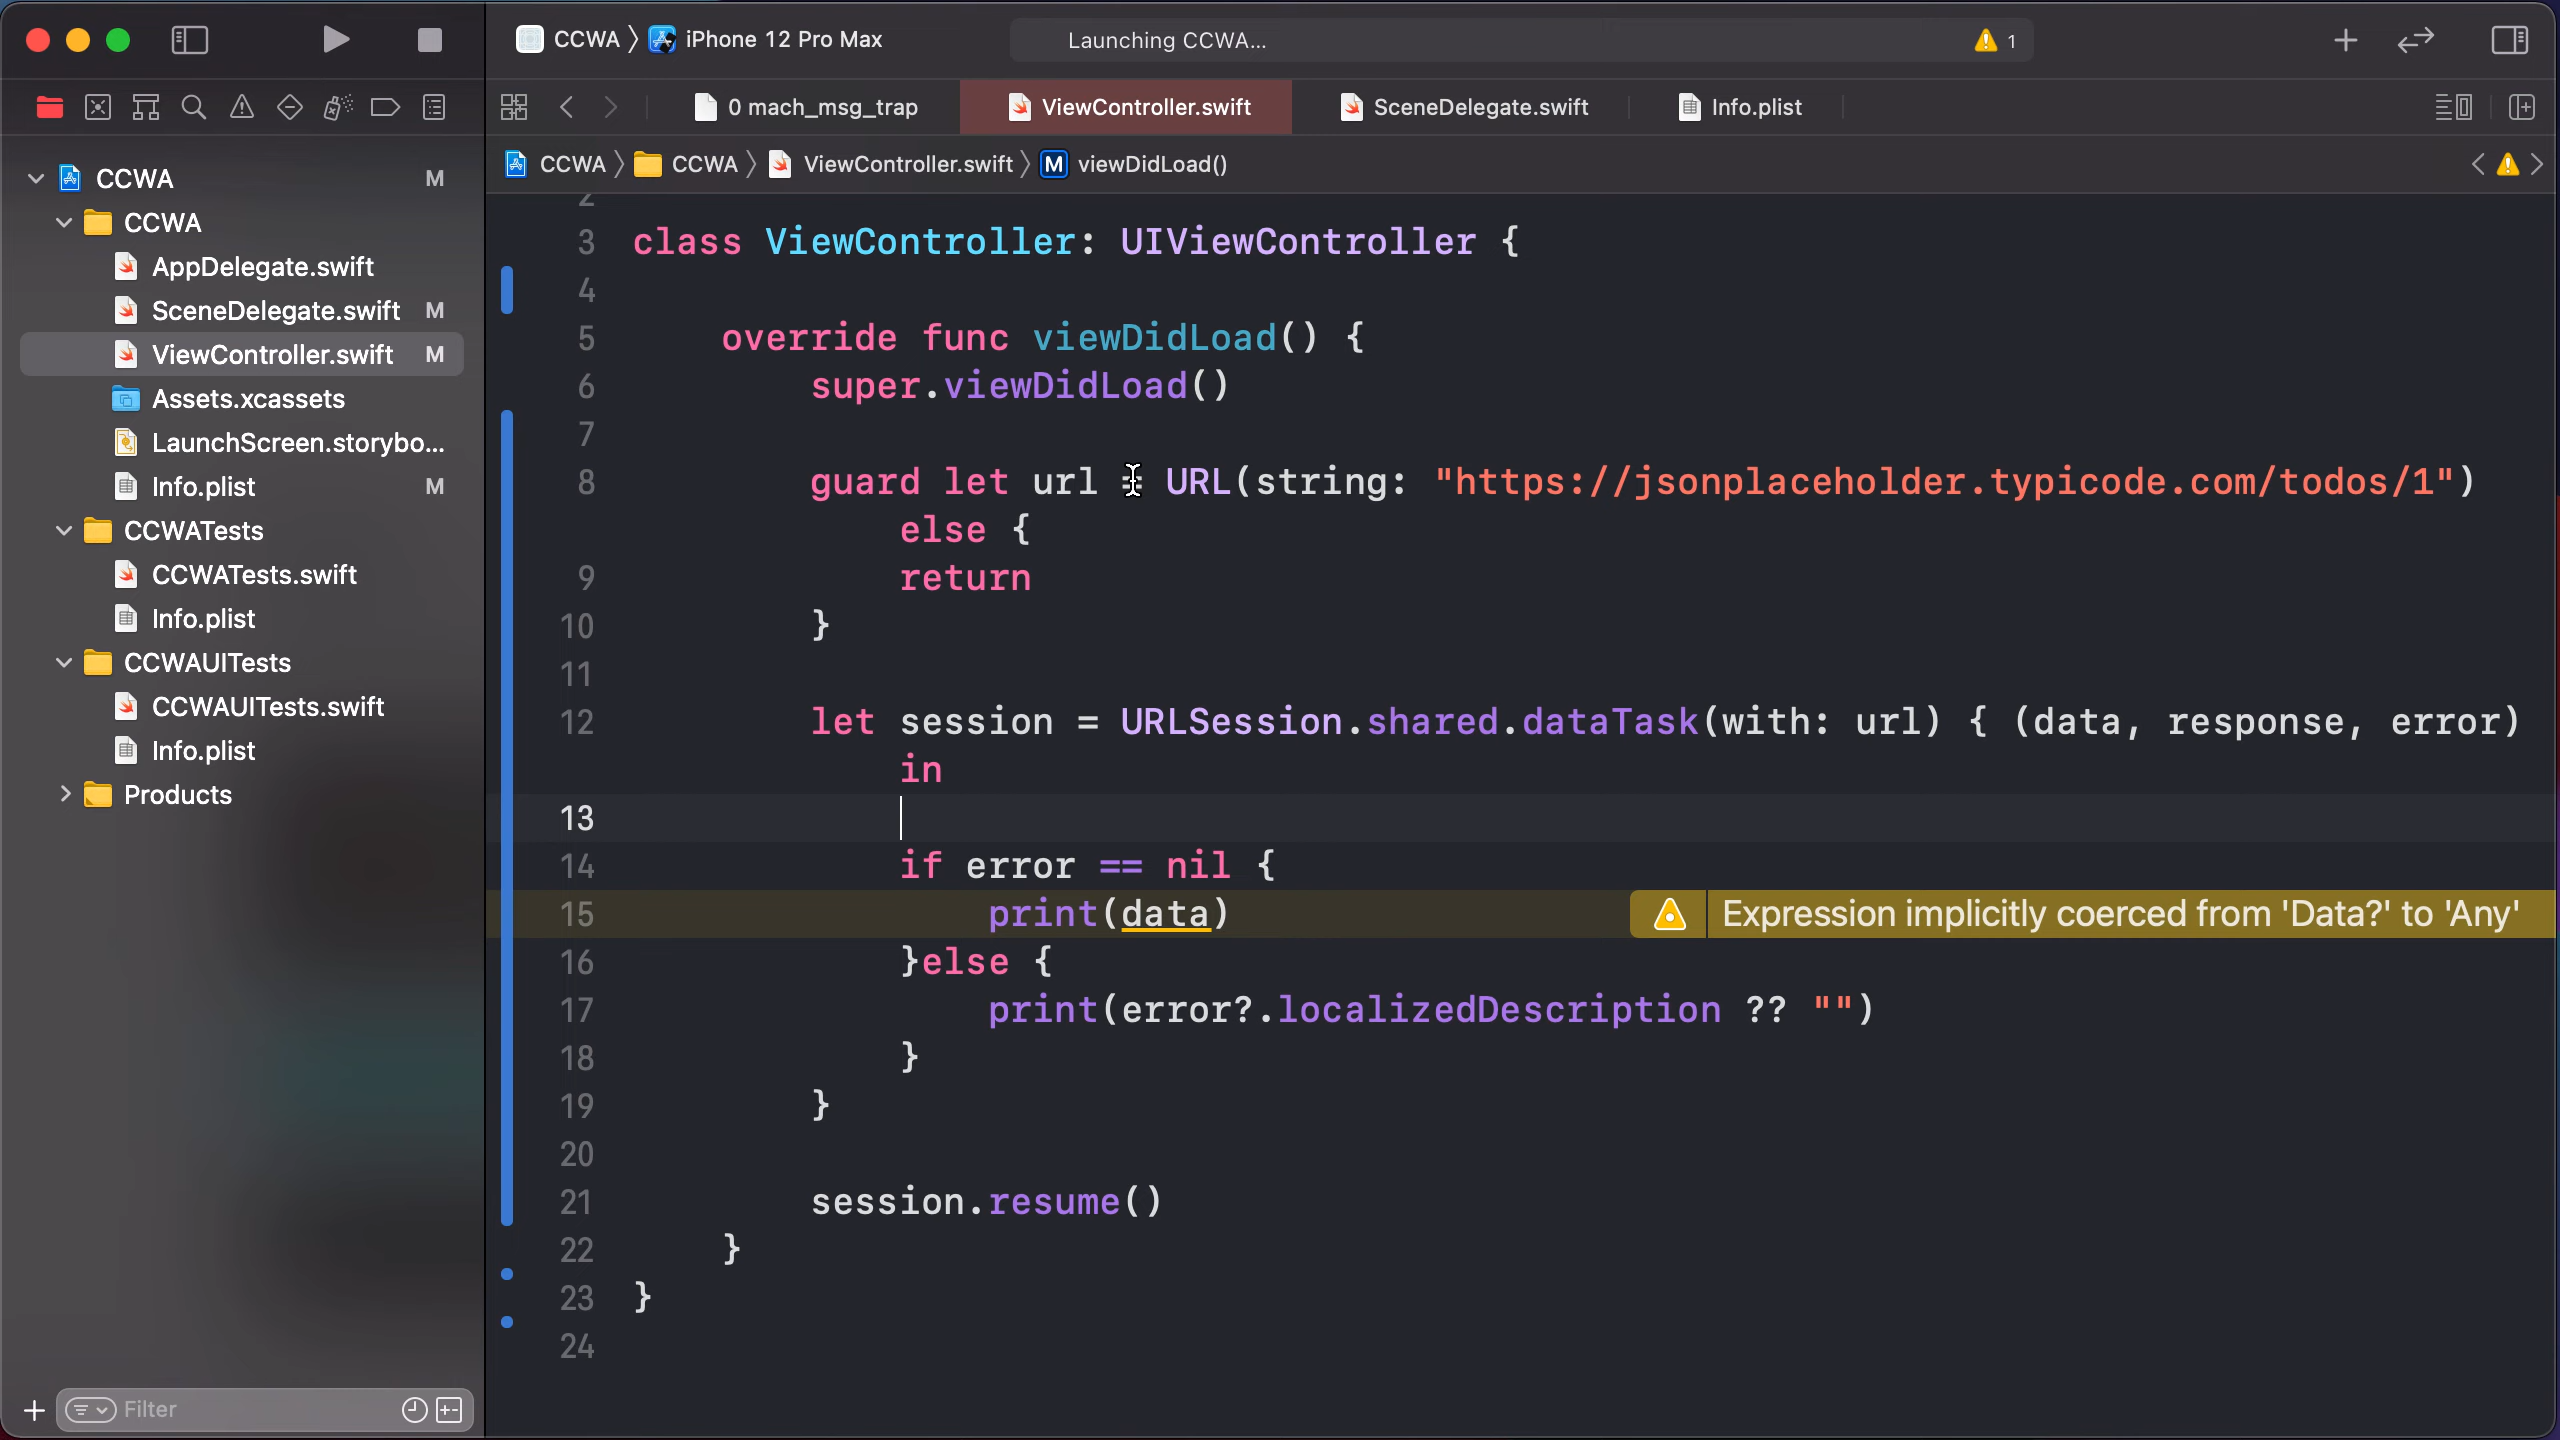 CCWA
iPhone 12 Pro Max
Launching CCWA...
1
0 mach_msg_trap
ViewController.swift
SceneDelegate.swift
Info.plist
CCWA
CCWA
ViewController.swift
M
viewDidLoad()
CCWA
M
CCWA
AppDelegate.swift
SceneDelegate.swift
M
ViewController.swift
M
Assets.xcassets
LaunchScreen.storybo...
Info.plist
M
CCWATests
CCWATests.swift
Info.plist
CCWAUITests
CCWAUITests.swift
Info.plist
Products
Filter
2
3 class ViewController: UIViewController {
4
5 override func viewDidLoad() {
6 super.viewDidLoad()
7
8 guard let url = URL(string: "https://jsonplaceholder.typicode.com/todos/1")
else {
9 return
10 }
11
12 let session = URLSession.shared.dataTask(with: url) { (data, response, error)
in
13
14 if error == nil {
15 print(data)
Expression implicitly coerced from 'Data?' to 'Any'
16 }else {
17 print(error?.localizedDescription ?? "")
18 }
19 }
20
21 session.resume()
22 }
23 }
24